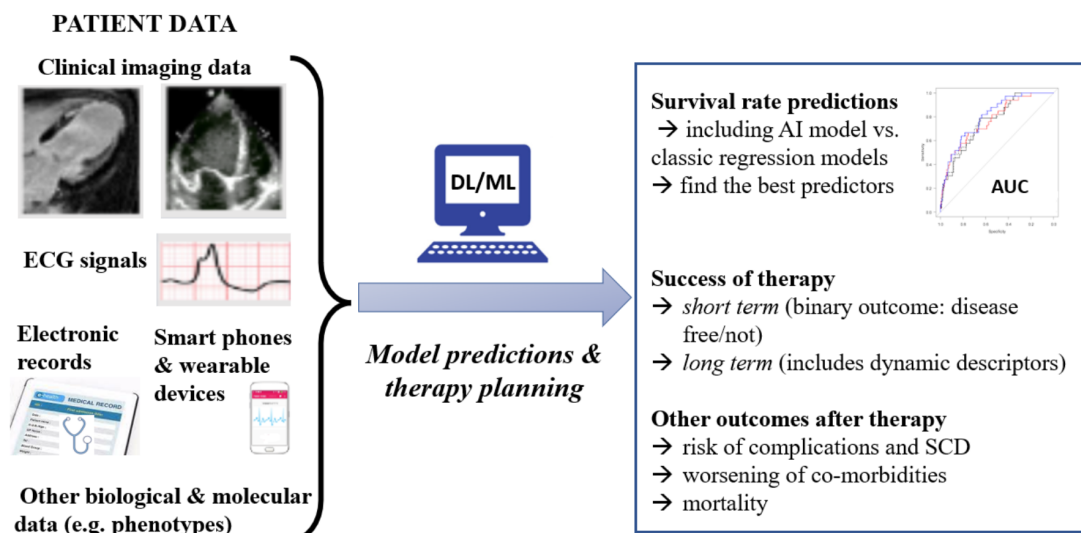 PATIENT DATA
Clinical imaging data
ECG signals
Electronic
records
Smart phones
& wearable
devices
MEDICAL RECORD
Other biological & molecular
data (e.g. phenotypes)
DL/ML
Model predictions &
therapy planning
Survival rate predictions
→ including AI model vs.
classic regression models
→ find the best predictors
AUC
Specificity
Success of therapy
→ short term (binary outcome: disease
free/not)
→ long term (includes dynamic descriptors)
Other outcomes after therapy
→ risk of complications and SCD
→ worsening of co-morbidities
→ mortality